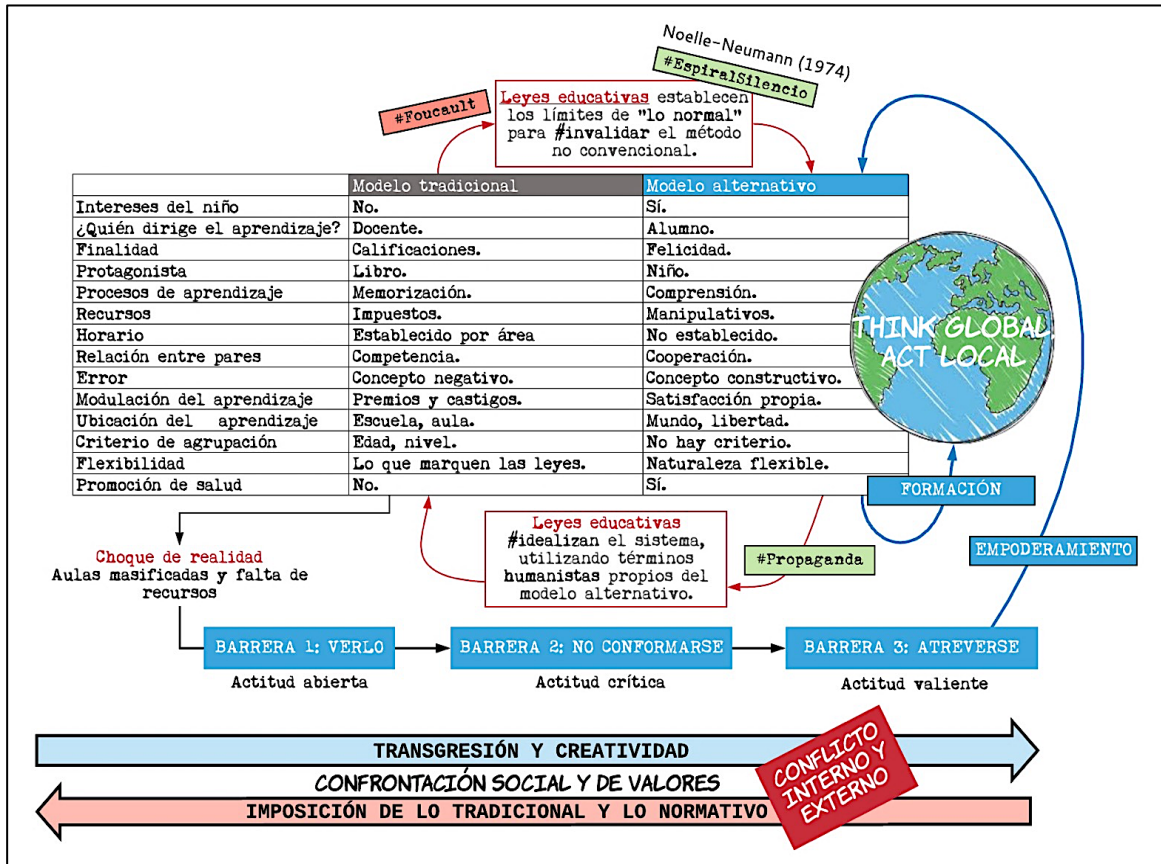 Noelle-Neumann (1974)
#EspiralSilencio
#Foucault
Leyes educativas establecen
los límites de "lo normal"
para #invalidar el método
no convencional.
Modelo tradicional Modelo alternativo
Intereses del niño No. Sí.
¿Quién dirige el aprendizaje? Docente. Alumno.
Finalidad Calificaciones. Felicidad.
Protagonista Libro. Niño.
Procesos de aprendizaje Memorización. Comprensión.
Recursos Impuestos. Manipulativos.
Horario Establecido por área No establecido.
Relación entre pares Competencia. Cooperación.
Error Concepto negativo. Concepto constructivo.
Modulación del aprendizaje Premios y castigos. Satisfacción propia.
Ubicación del aprendizaje Escuela, aula. Mundo, libertad.
Criterio de agrupación Edad, nivel. No hay criterio.
Flexibilidad Lo que marquen las leyes. Naturaleza flexible.
Promoción de salud No. Sí.
THINK GLOBAL
ACT LOCAL
FORMACIÓN
EMPODERAMIENTO
Leyes educativas
#idealizan el sistema,
utilizando términos
humanistas propios del
modelo alternativo.
#Propaganda
Choque de realidad
Aulas masificadas y falta de
recursos
BARRERA 1: VERLO
Actitud abierta
BARRERA 2: NO CONFORMARSE
Actitud crítica
BARRERA 3: ATREVERSE
Actitud valiente
TRANSGRESIÓN Y CREATIVIDAD
CONFRONTACIÓN SOCIAL Y DE VALORES
IMPOSICIÓN DE LO TRADICIONAL Y LO NORMATIVO
CONFLICTO
INTERNO Y
EXTERNO